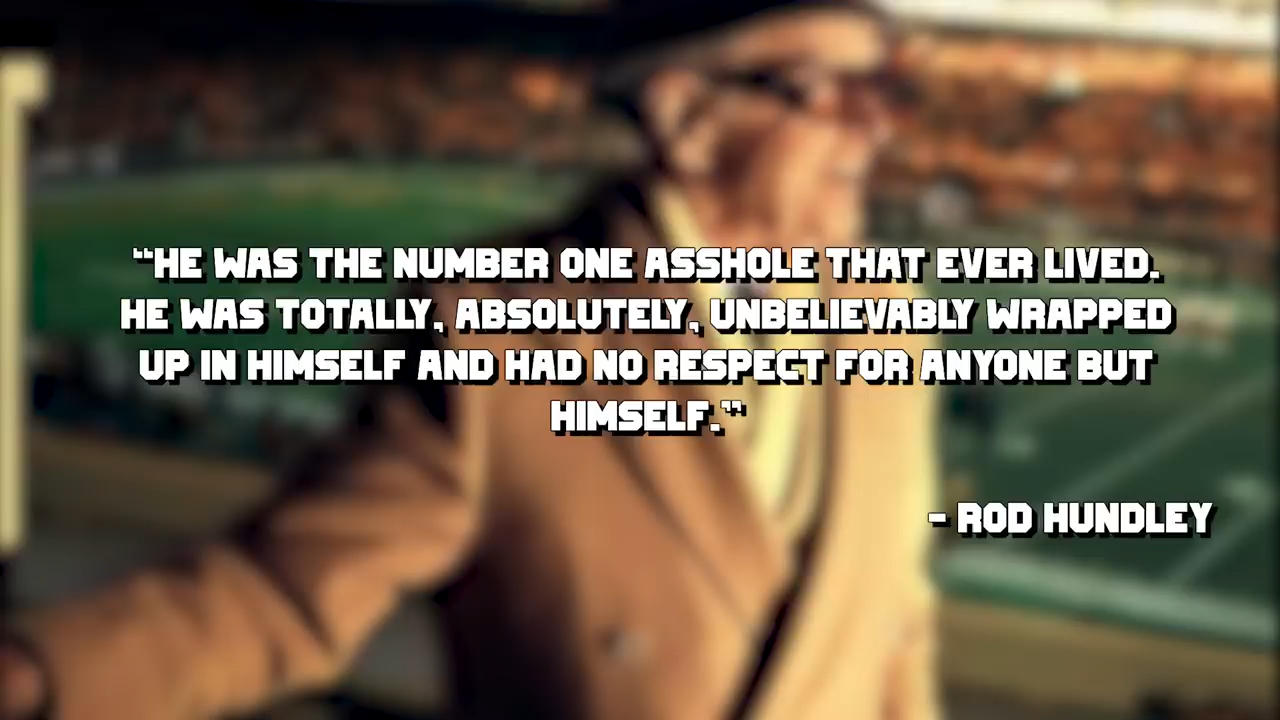 “HE WAS THE NUMBER ONE ASSHOLE THAT EVER LIVED.
HE WAS TOTALLY, ABSOLUTELY, UNBELIEVABLY WRAPPED
UP IN HIMSELF AND HAD NO RESPECT FOR ANYONE BUT
HIMSELF.”
- ROD HUNDLEY